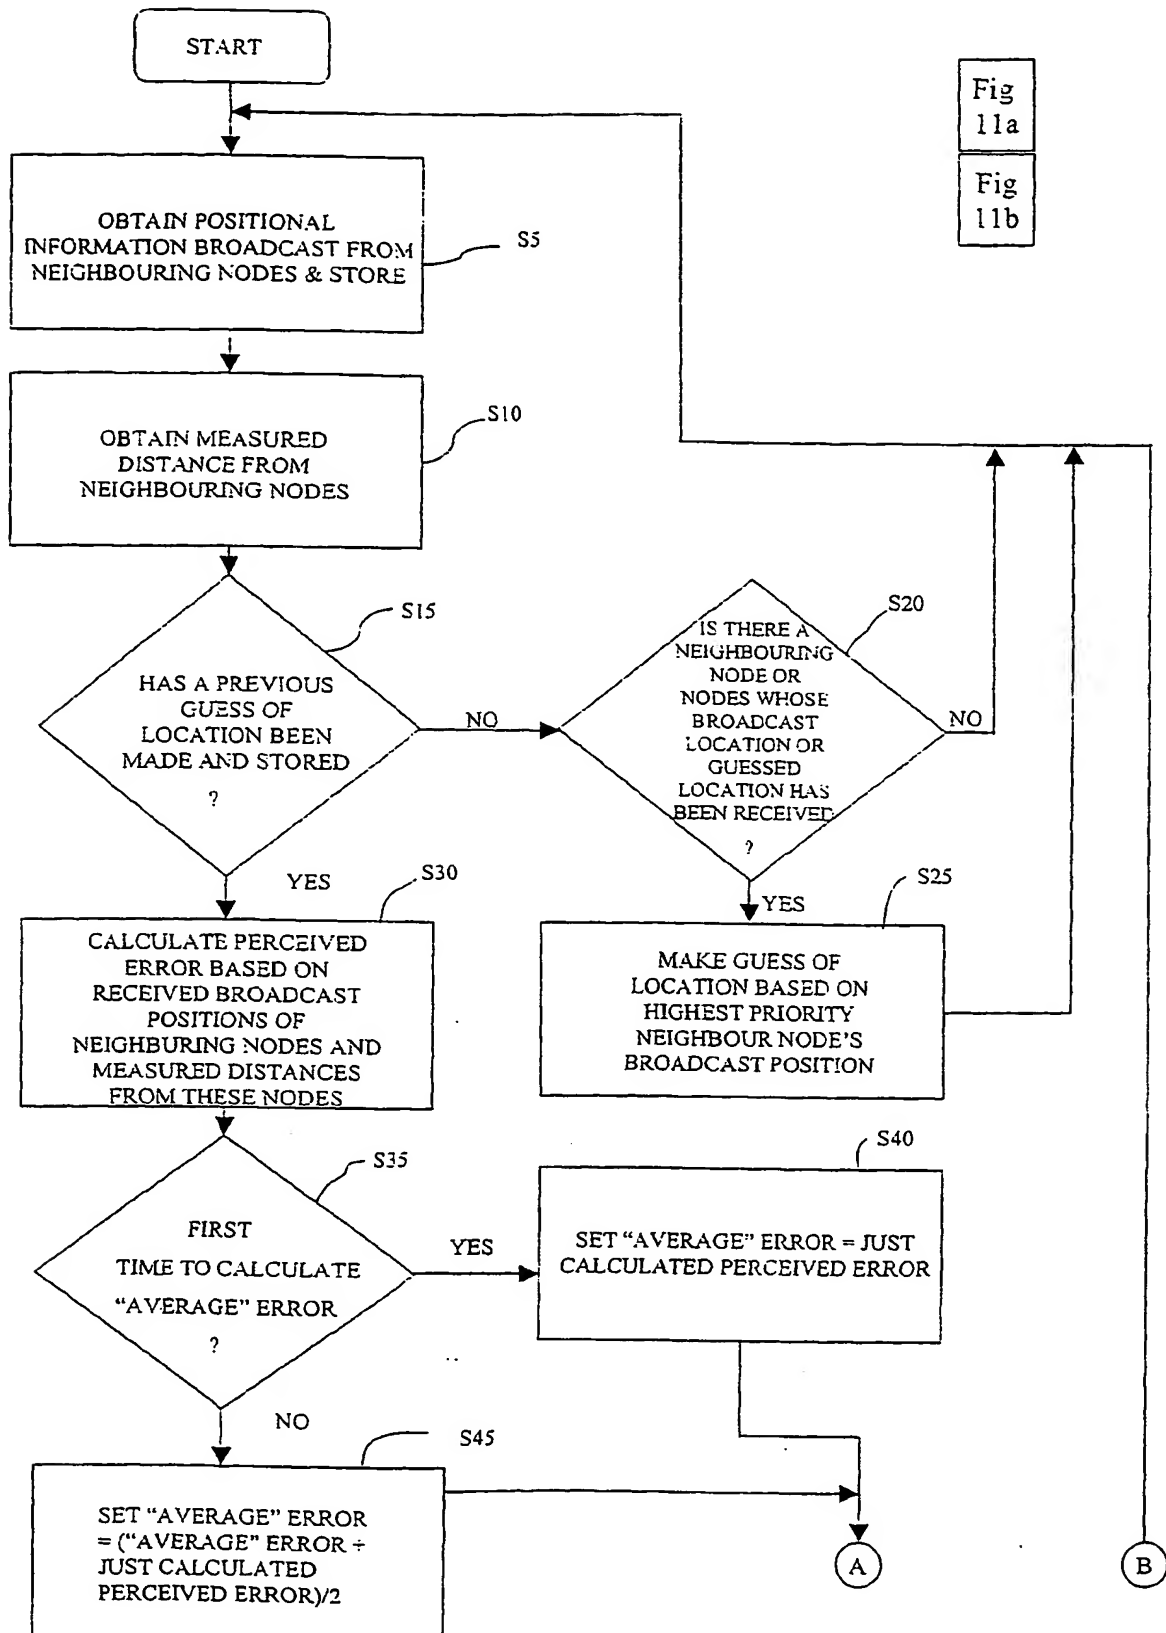 START
Fig
11a
Fig
11b
OBTAIN POSITIONAL
INFORMATION BROADCAST FROM
NEIGHBOURING NODES & STORE
S5
OBTAIN MEASURED
DISTANCE FROM
NEIGHBOURING NODES
S10
HAS A PREVIOUS
GUESS OF
LOCATION BEEN
MADE AND STORED
?
S15
NO
IS THERE A
NEIGHBOURING
NODE OR
NODES WHOSE
BROADCAST
LOCATION OR
GUESSED
LOCATION HAS
BEEN RECEIVED
?
S20
NO
YES
S30
YES
S25
CALCULATE PERCEIVED
ERROR BASED ON
RECEIVED BROADCAST
POSITIONS OF
NEIGHBURING NODES AND
MEASURED DISTANCES
FROM THESE NODES
MAKE GUESS OF
LOCATION BASED ON
HIGHEST PRIORITY
NEIGHBOUR NODE'S
BROADCAST POSITION
S35
FIRST
TIME TO CALCULATE
“AVERAGE” ERROR
?
YES
S40
SET “AVERAGE” ERROR = JUST
CALCULATED PERCEIVED ERROR
NO
S45
SET “AVERAGE” ERROR
= (“AVERAGE” ERROR ÷
JUST CALCULATED
PERCEIVED ERROR)/2
A
B